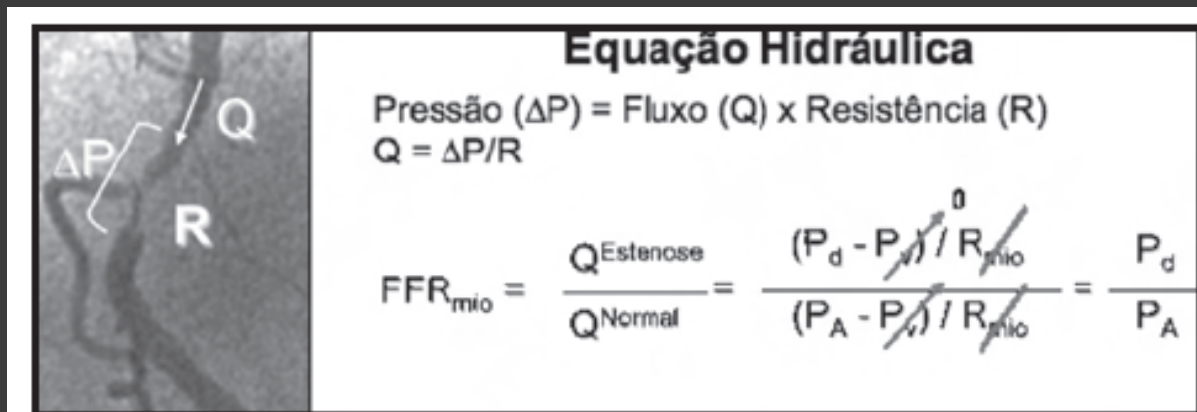 Equação Hidráulica
Q
ΔP
R
Pressão (ΔP) = Fluxo (Q) x Resistência (R)
Q = ΔP/R
0
FFRmio = QEstenose / QNormal = (Pd - Pv) / Rmio / (PA - Pv) / Rmio = Pd / PA